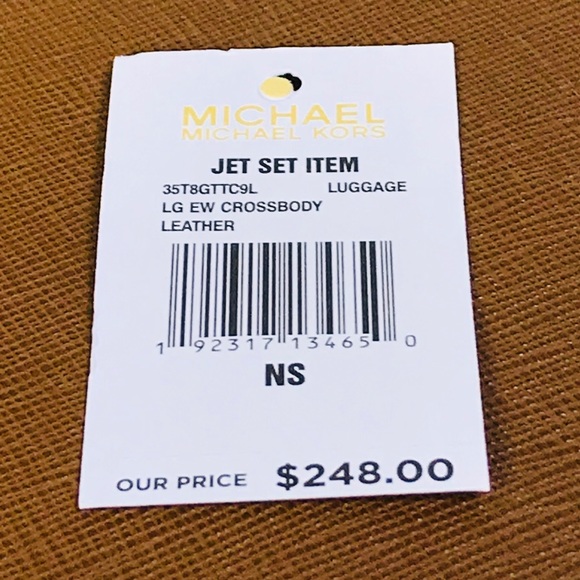 MICHAEL
MICHAEL KORS
JET SET ITEM
35T8GTTC9L LUGGAGE
LG EW CROSSBODY
LEATHER
1 92317 13465 0
NS
OUR PRICE $248.00